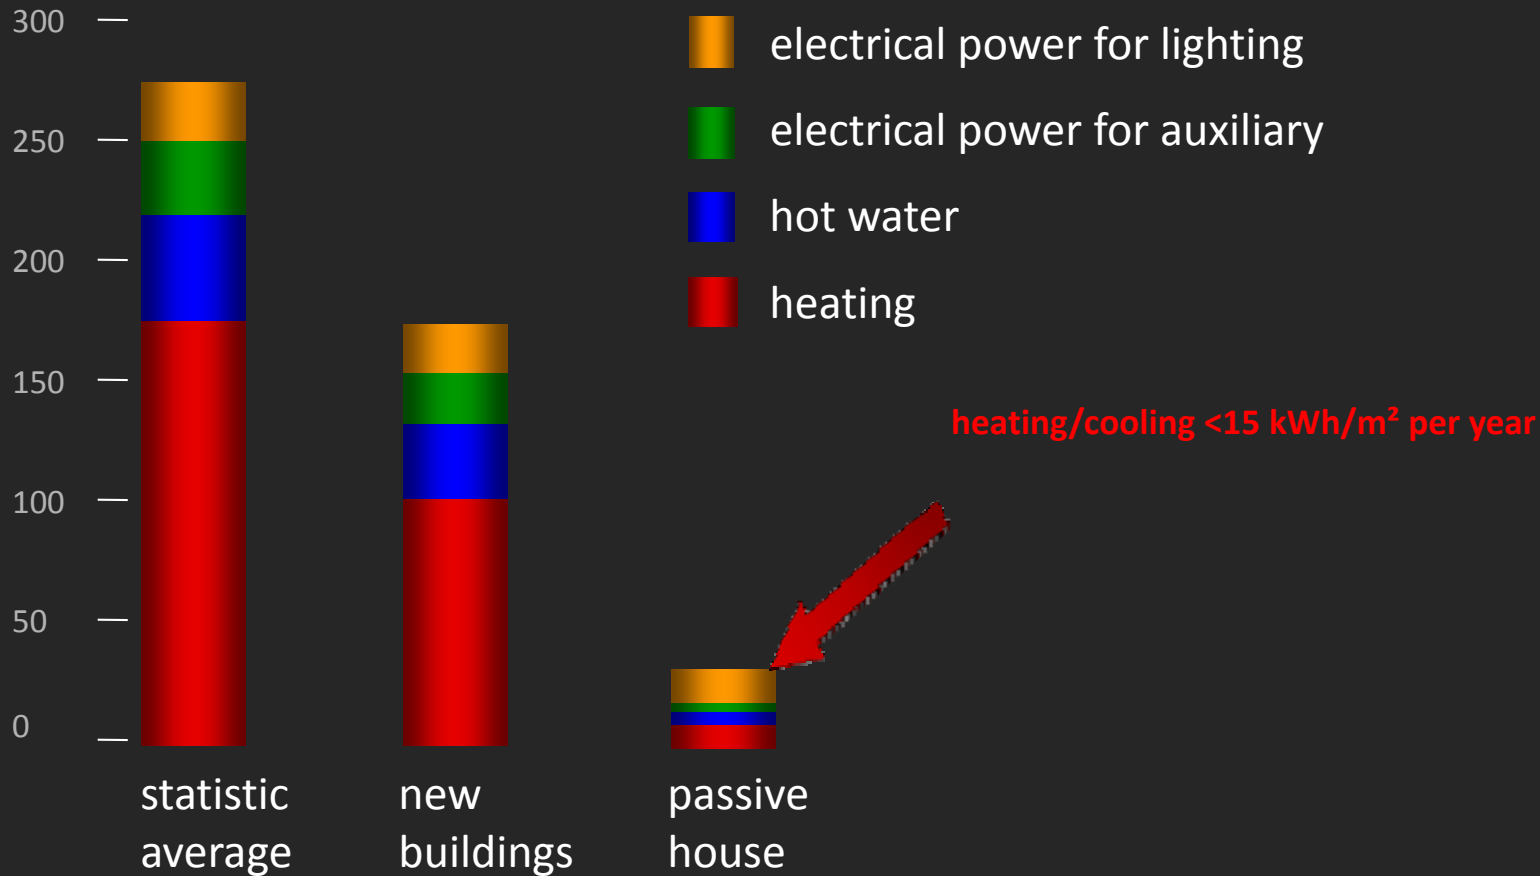 300
250
200
150
100
50
0
electrical power for lighting
electrical power for auxiliary
hot water
heating
heating/cooling <15 kWh/m² per year
statistic
average
new
buildings
passive
house